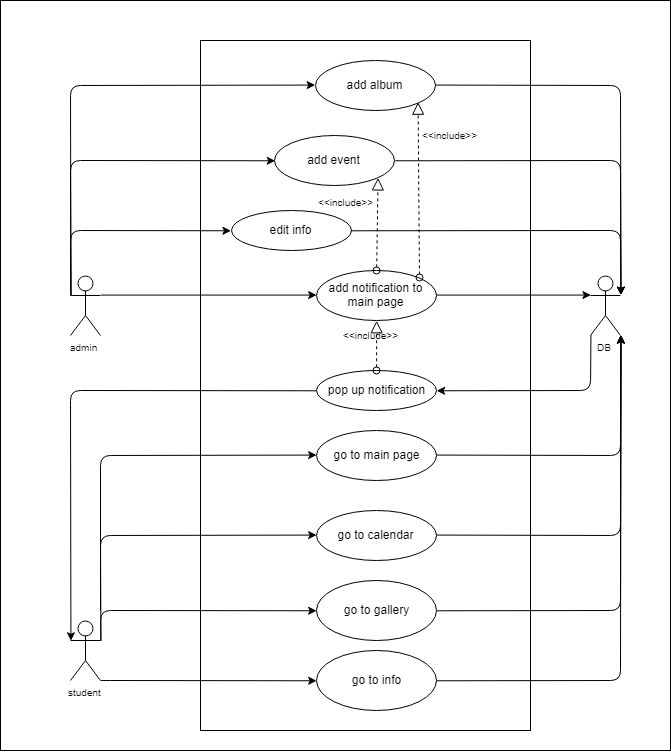 add album
<<include>>
add event
<<include>>
edit info
add notification to
main page
<<include>>
admin
DB
pop up notification
go to main page
go to calendar
go to gallery
go to info
student